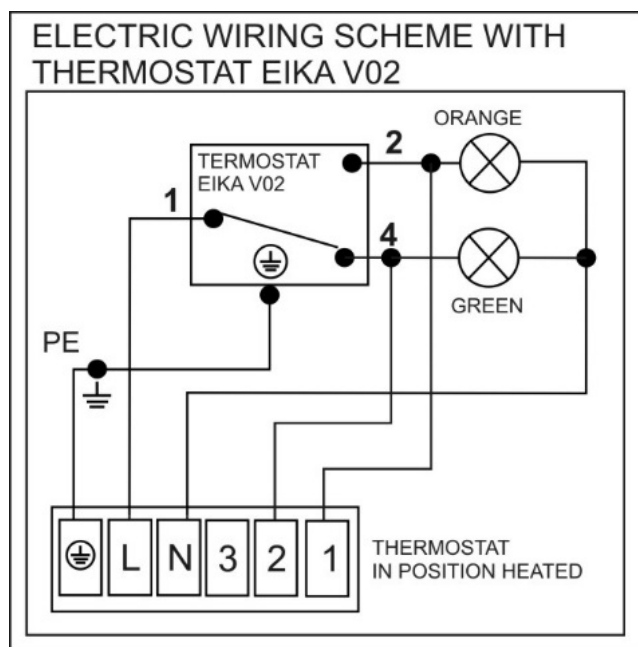 ELECTRIC WIRING SCHEME WITH
THERMOSTAT EIKA V02
ORANGE
2
TERMOSTAT
EIKA V02
1
4
GREEN
PE
L N 3 2 1
THERMOSTAT
IN POSITION HEATED